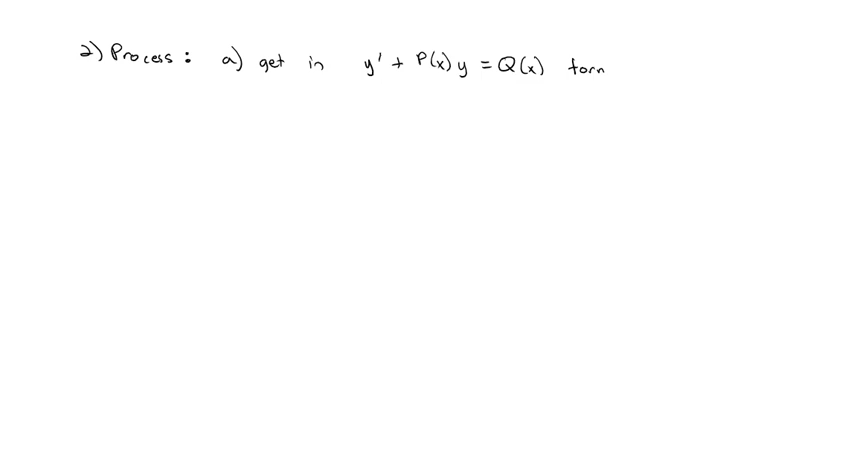 2) Process: a) get in y' + P(x) y = Q(x) form